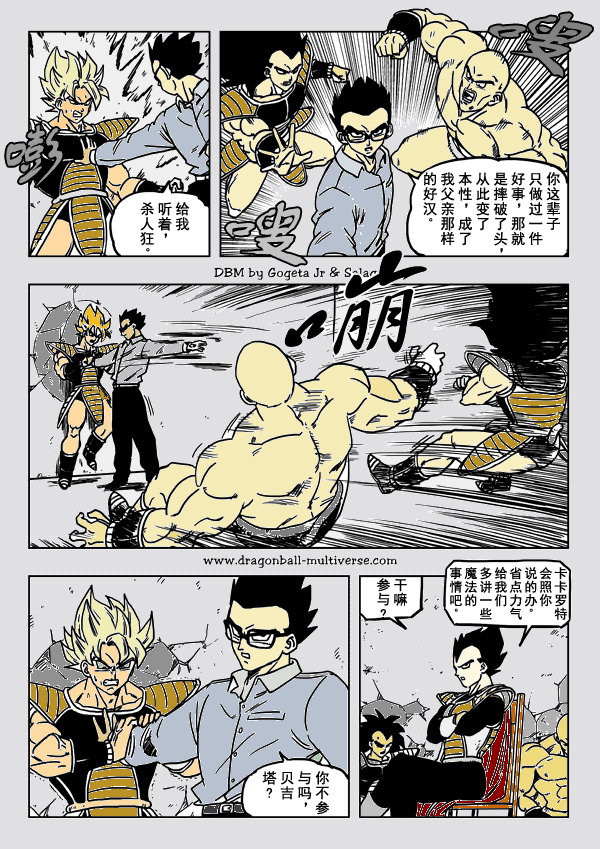 嘭
给我
听着，
杀人狂。
嗖
嗖
你这辈子
只做过一件
好事，那就
是摔破了头，
从此变了
本性，成了
我父亲那样
的好汉。
DBM by Gogeta Jr & Salag
嘣
www.dragonball-multiverse.com
你不参
与吗，
贝吉
塔？
干嘛
参与？
卡卡罗特
会照你
说的办。
省点力气
给我们
多讲一些
魔法的
事情吧。